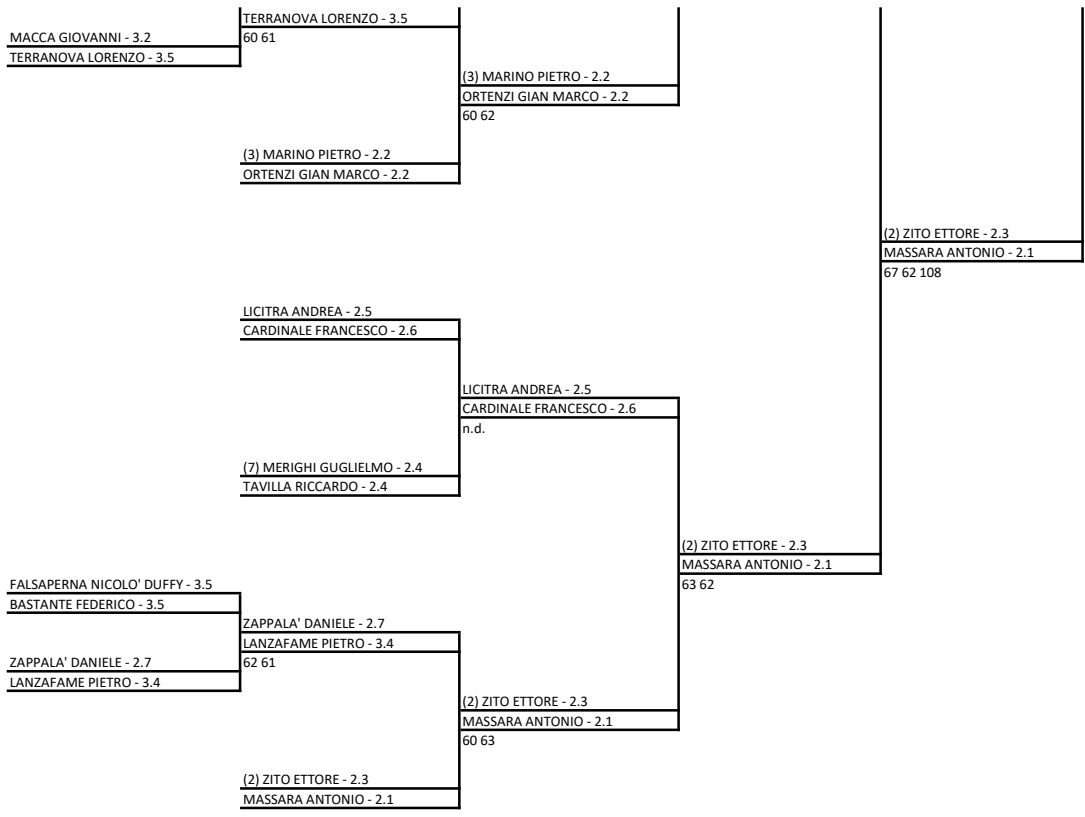 TERRANOVA LORENZO - 3.5
MACCA GIOVANNI - 3.2
60 61
TERRANOVA LORENZO - 3.5
(3) MARINO PIETRO - 2.2
ORTENZI GIAN MARCO - 2.2
60 62
(3) MARINO PIETRO - 2.2
ORTENZI GIAN MARCO - 2.2
(2) ZITO ETTORE - 2.3
MASSARA ANTONIO - 2.1
67 62 108
LICITRA ANDREA - 2.5
CARDINALE FRANCESCO - 2.6
LICITRA ANDREA - 2.5
CARDINALE FRANCESCO - 2.6
n.d.
(7) MERIGHI GUGLIELMO - 2.4
TAVILLA RICCARDO - 2.4
(2) ZITO ETTORE - 2.3
MASSARA ANTONIO - 2.1
63 62
FALSAPERNA NICOLO' DUFFY - 3.5
BASTANTE FEDERICO - 3.5
ZAPPALA' DANIELE - 2.7
LANZAFAME PIETRO - 3.4
62 61
ZAPPALA' DANIELE - 2.7
LANZAFAME PIETRO - 3.4
(2) ZITO ETTORE - 2.3
MASSARA ANTONIO - 2.1
60 63
(2) ZITO ETTORE - 2.3
MASSARA ANTONIO - 2.1